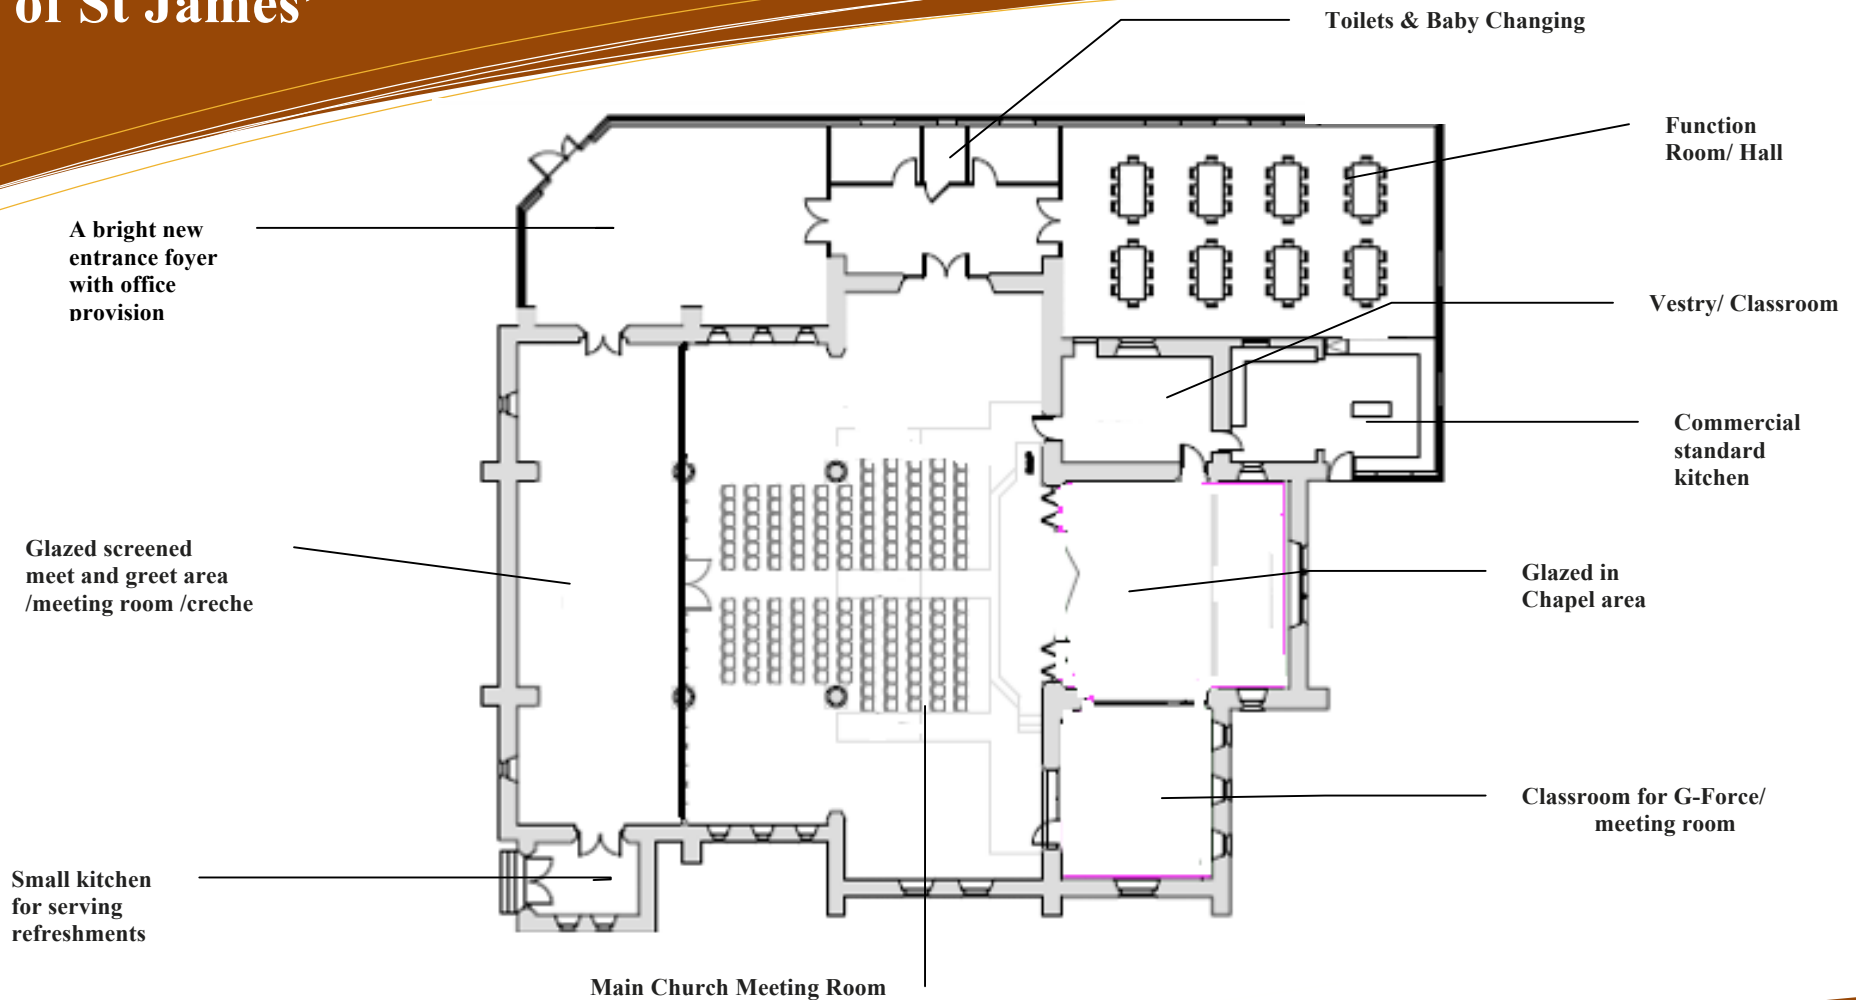 of St James’
Toilets & Baby Changing
Function
Room/ Hall
A bright new
entrance foyer
with office
provision
Vestry/ Classroom
Commercial
standard
kitchen
Glazed screened
meet and greet area
/meeting room /creche
Glazed in
Chapel area
Classroom for G-Force/
meeting room
Small kitchen
for serving
refreshments
Main Church Meeting Room